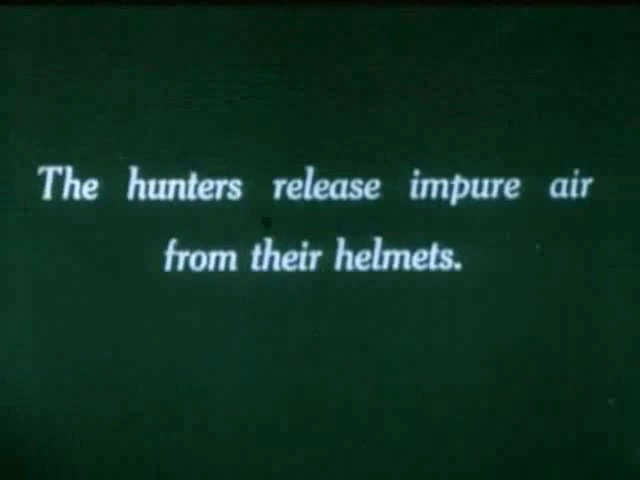 The hunters release impure air
from their helmets.